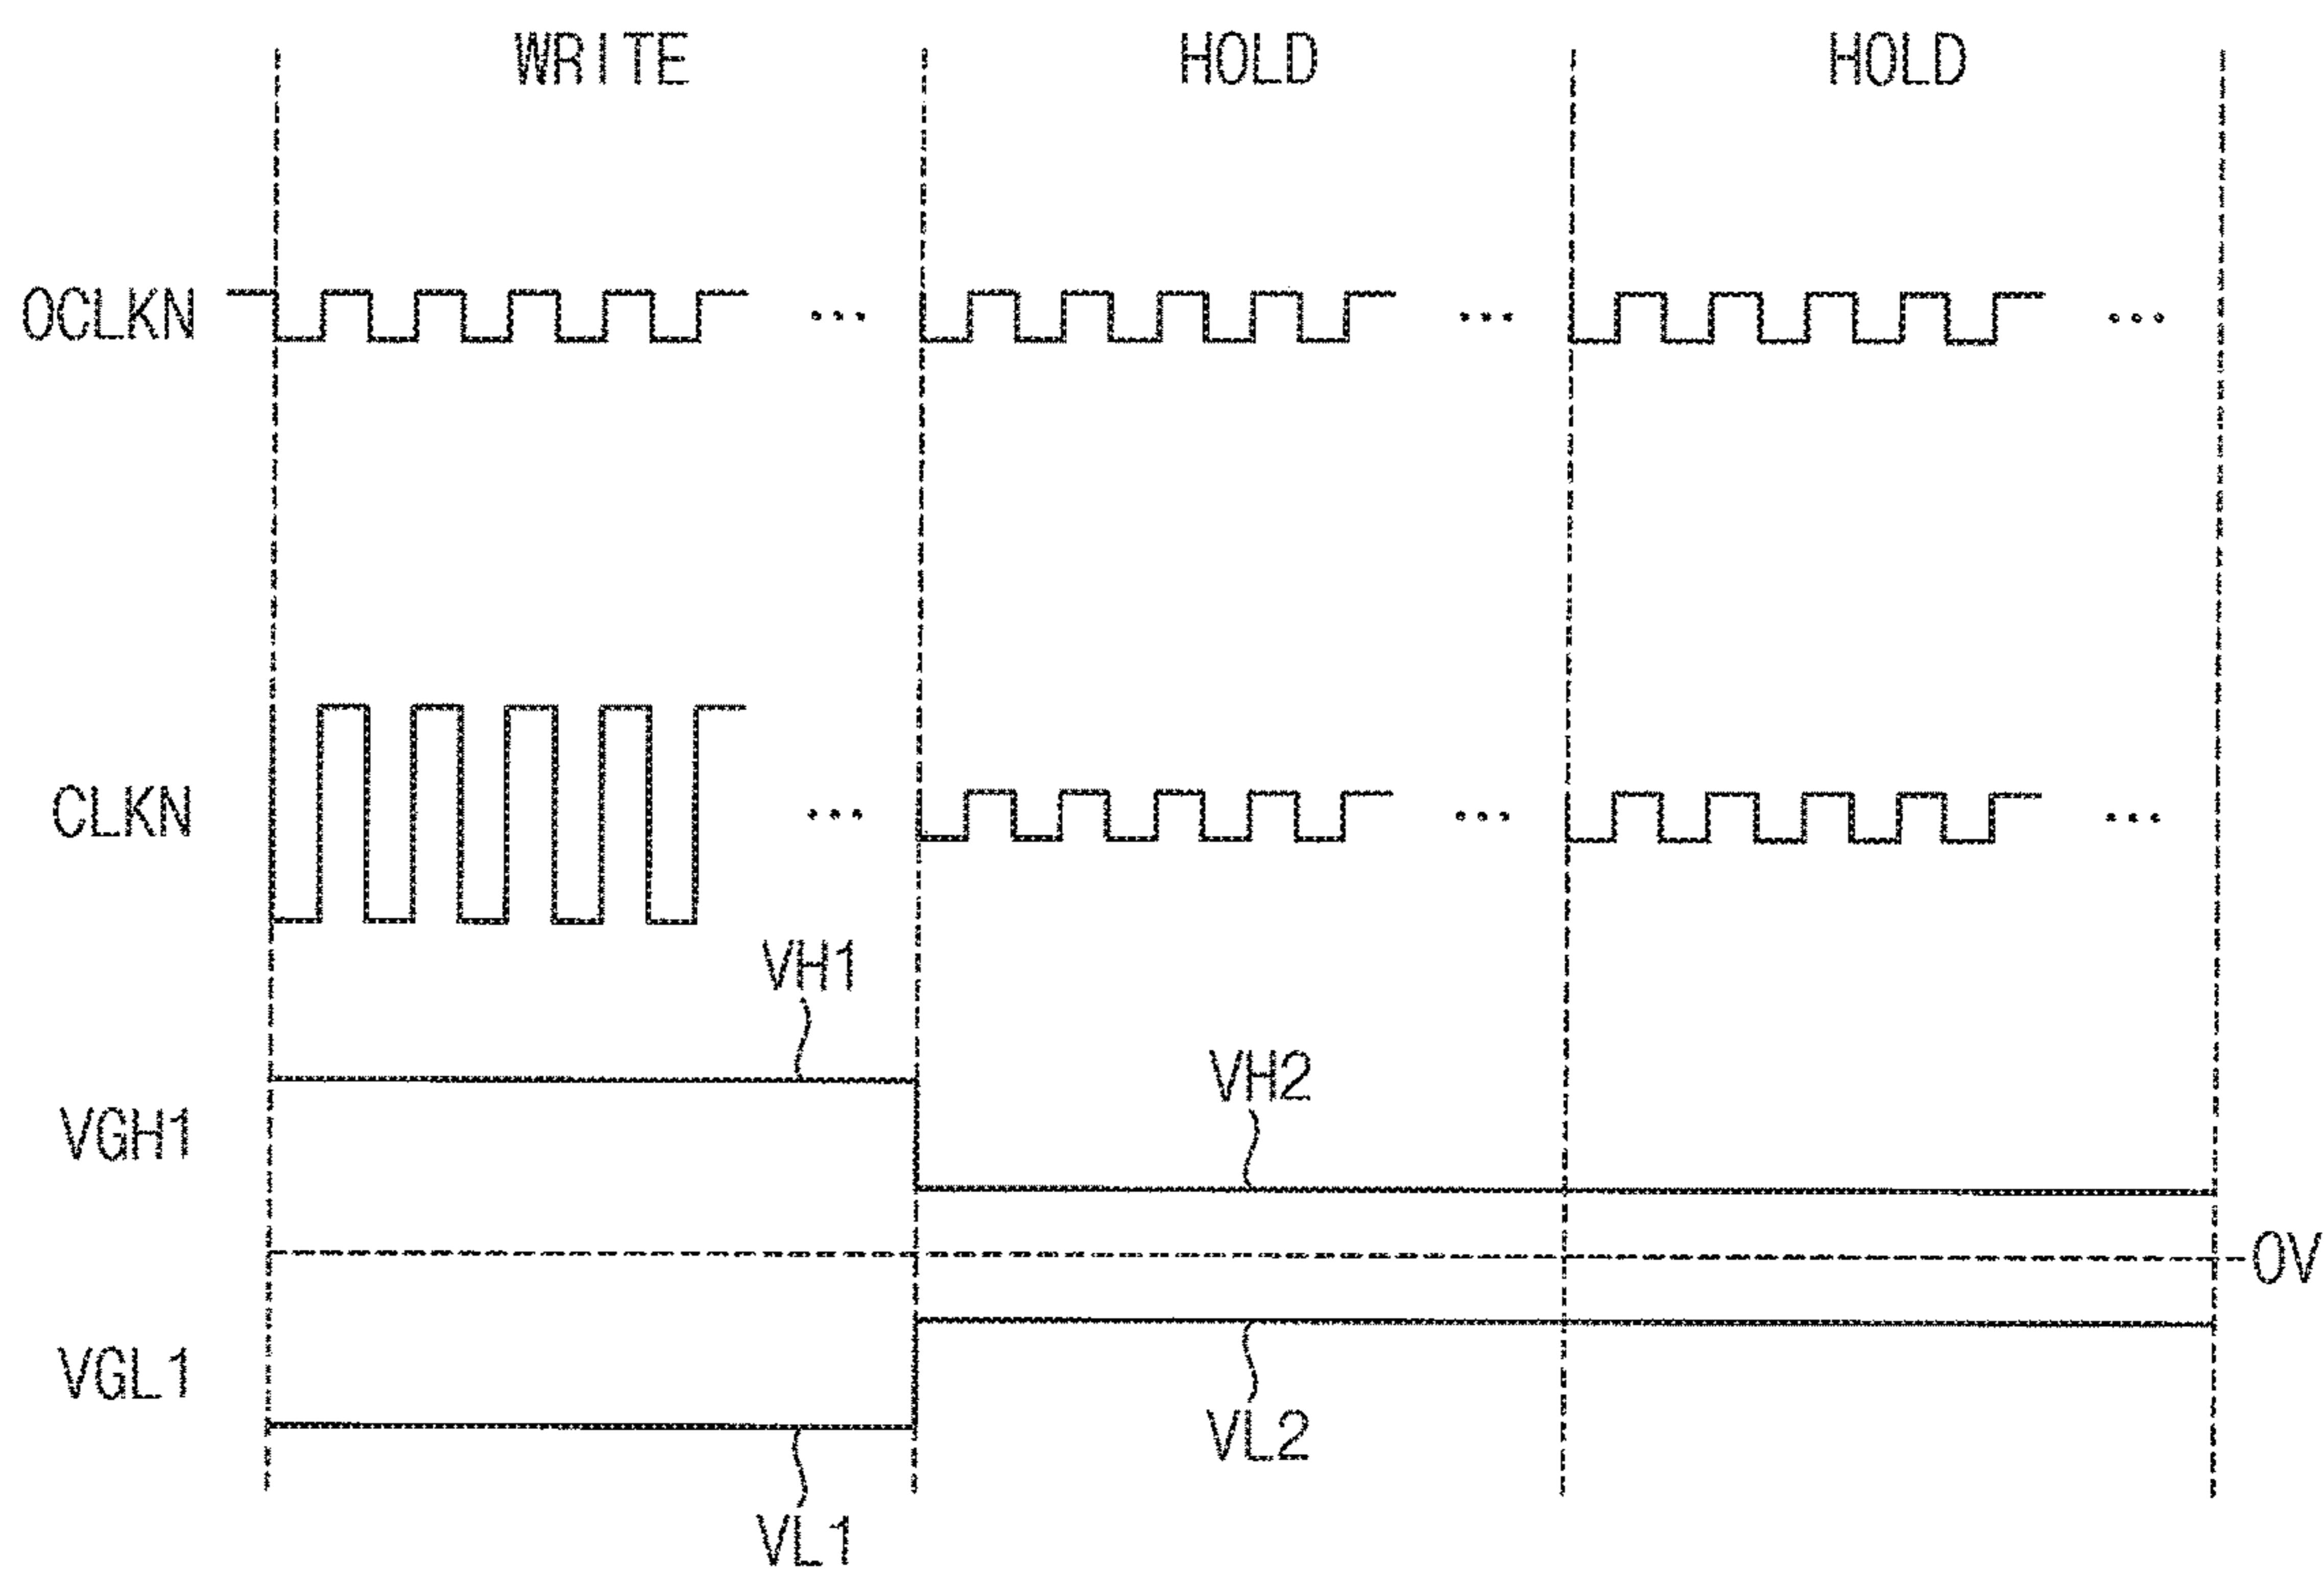 WRITE HOLD HOLD
OCLKN
CLKN
VH1
VH2
VGH1
0V
VGL1
VL2
VL1